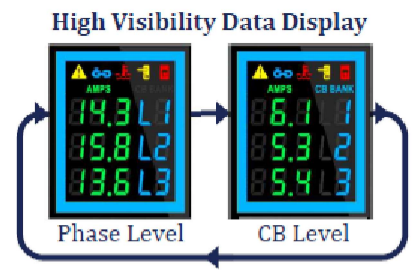 High Visibility Data Display
AMPS
14.3 L1
15.8 L2
13.6 L3
Phase Level
AMPS CB BANK
6.1 1
5.3 2
5.4 3
CB Level